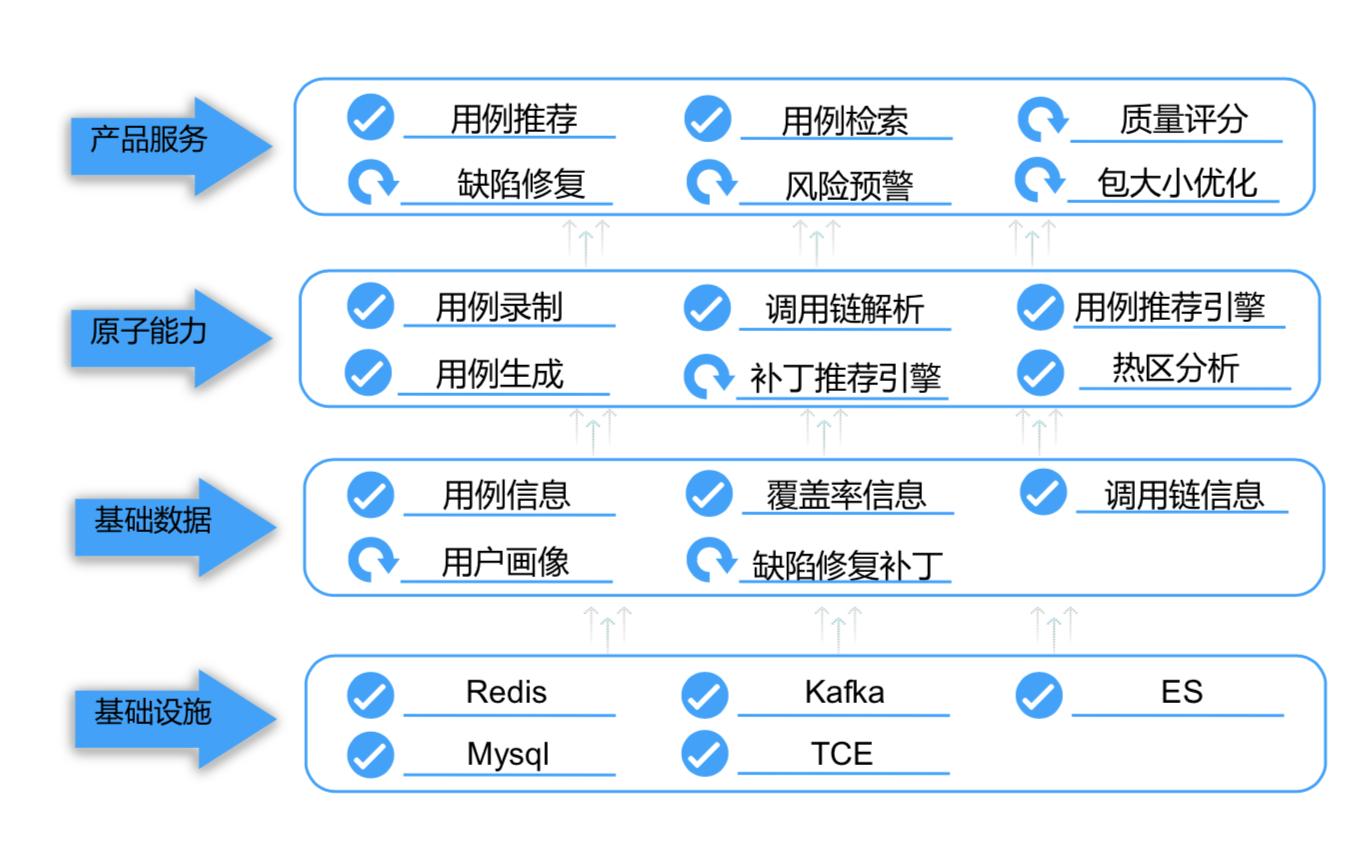 产品服务
用例推荐
用例检索
质量评分
缺陷修复
风险预警
包大小优化
原子能力
用例录制
调用链解析
用例推荐引擎
用例生成
补丁推荐引擎
热区分析
基础数据
用例信息
覆盖率信息
调用链信息
用户画像
缺陷修复补丁
基础设施
Redis
Kafka
ES
Mysql
TCE